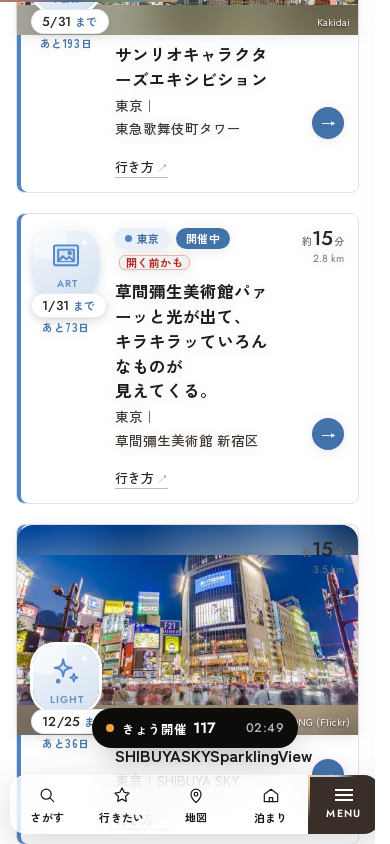 5/31 まで
Kakidai
あと193日
サンリオキャラクタ
ーズエキシビション
東京 |
東急歌舞伎町タワー
→
行き方 ↗
東京 開催中
約15分
開く前かも
2.8 km
ART
1/31 まで
あと73日
草間彌生美術館パァ
ーッと光が出て、
キラキラッていろん
なものが
見えてくる。
東京 |
草間彌生美術館 新宿区
→
行き方 ↗
約15分
3.5 km
F21
LIGHT
12/25 ま
NG (Flickr)
きょう開催 117 02:49
あと36日
SHIBUYASKYSparklingView
東京 | SHIBUYA SKY
さがす 行きたい 地図 泊まり MENU